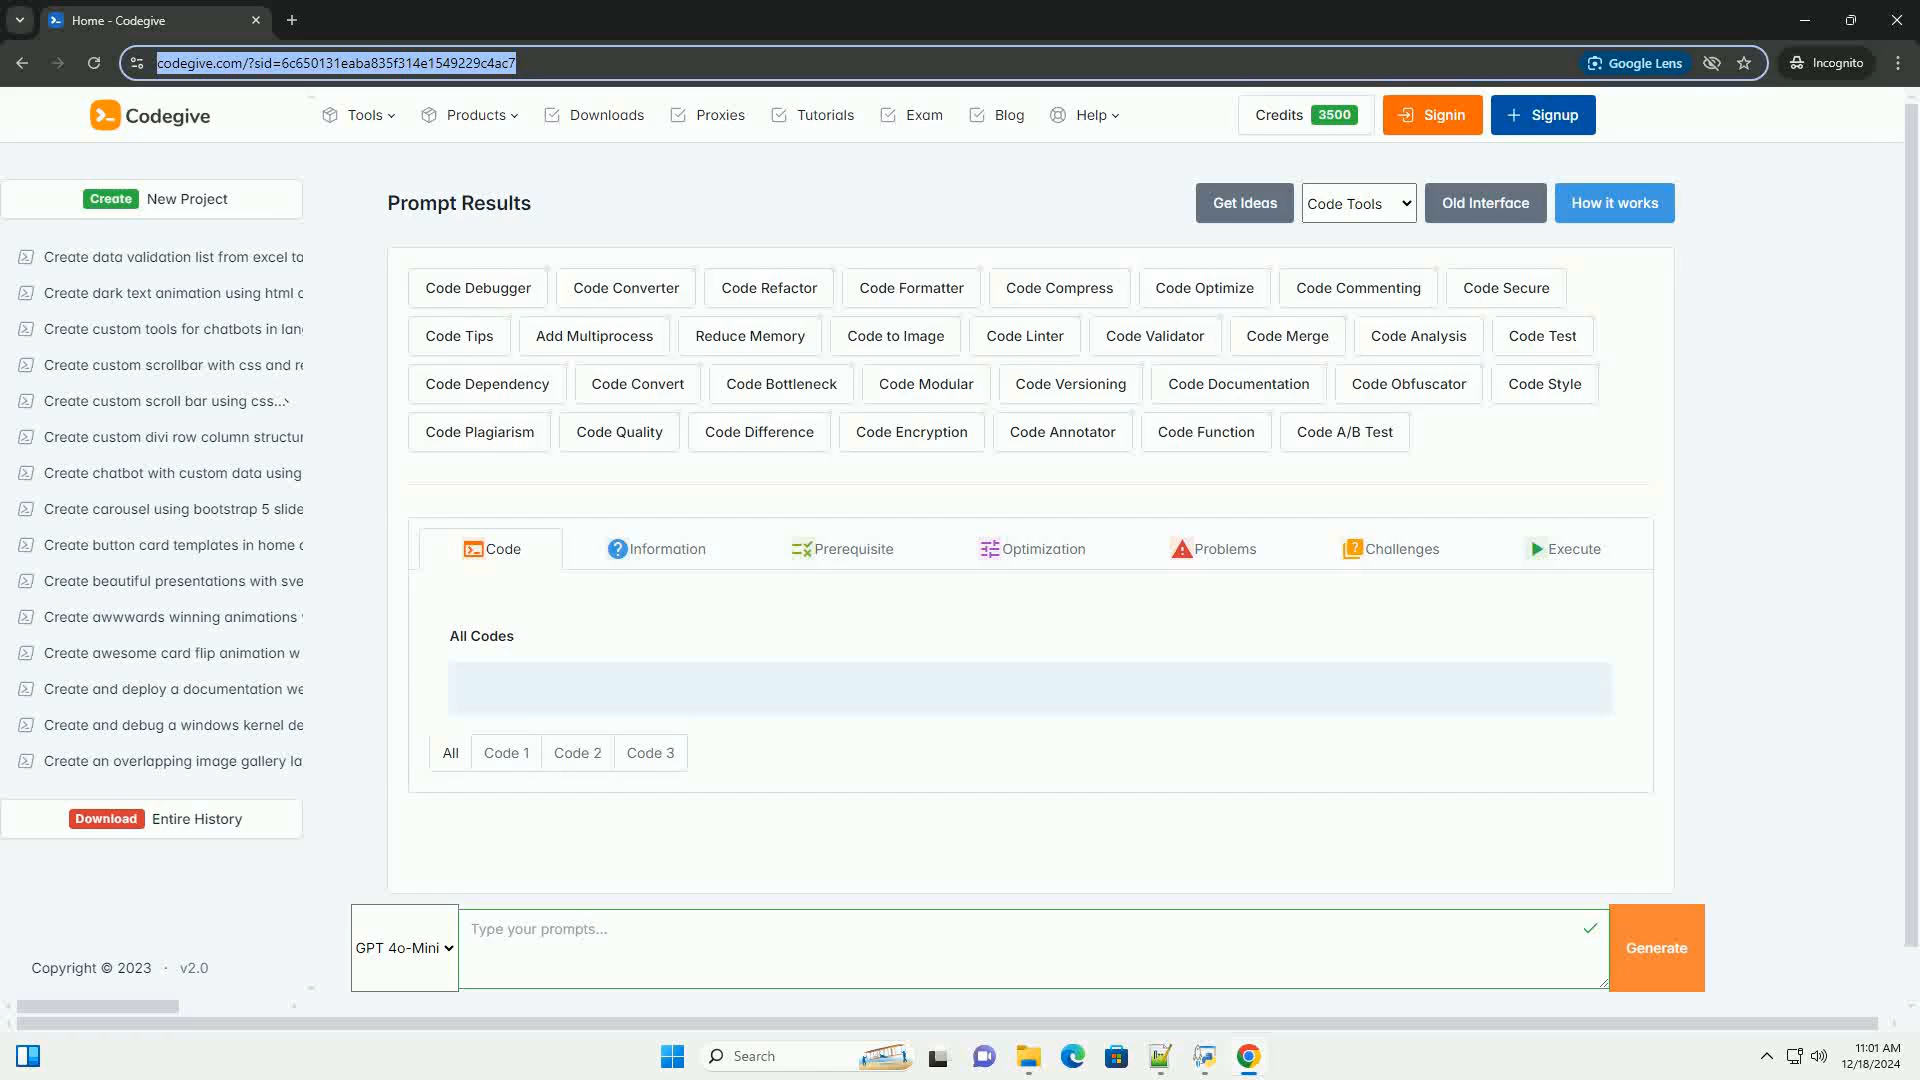 Home - Codegive
codegive.com/?sid=6c650131eaba835f314e1549229c4ac7
Google Lens
Incognito
Codegive
Tools
Products
Downloads
Proxies
Tutorials
Exam
Blog
Help
Credits 3500
Signin
Signup
Create New Project
Create data validation list from excel ta
Create dark text animation using html c
Create custom tools for chatbots in lan
Create custom scrollbar with css and re
Create custom scroll bar using css...
Create custom divi row column structur
Create chatbot with custom data using
Create carousel using bootstrap 5 slide
Create button card templates in home
Create beautiful presentations with sve
Create awwwards winning animations
Create awesome card flip animation w
Create and deploy a documentation we
Create and debug a windows kernel de
Create an overlapping image gallery la
Download Entire History
Copyright © 2023 · v2.0
Prompt Results
Get Ideas
Code Tools
Old Interface
How it works
Code Debugger
Code Converter
Code Refactor
Code Formatter
Code Compress
Code Optimize
Code Commenting
Code Secure
Code Tips
Add Multiprocess
Reduce Memory
Code to Image
Code Linter
Code Validator
Code Merge
Code Analysis
Code Test
Code Dependency
Code Convert
Code Bottleneck
Code Modular
Code Versioning
Code Documentation
Code Obfuscator
Code Style
Code Plagiarism
Code Quality
Code Difference
Code Encryption
Code Annotator
Code Function
Code A/B Test
Code
Information
Prerequisite
Optimization
Problems
Challenges
Execute
All Codes
All
Code 1
Code 2
Code 3
GPT 4o-Mini
Type your prompts...
Generate
Search
11:01 AM
12/18/2024